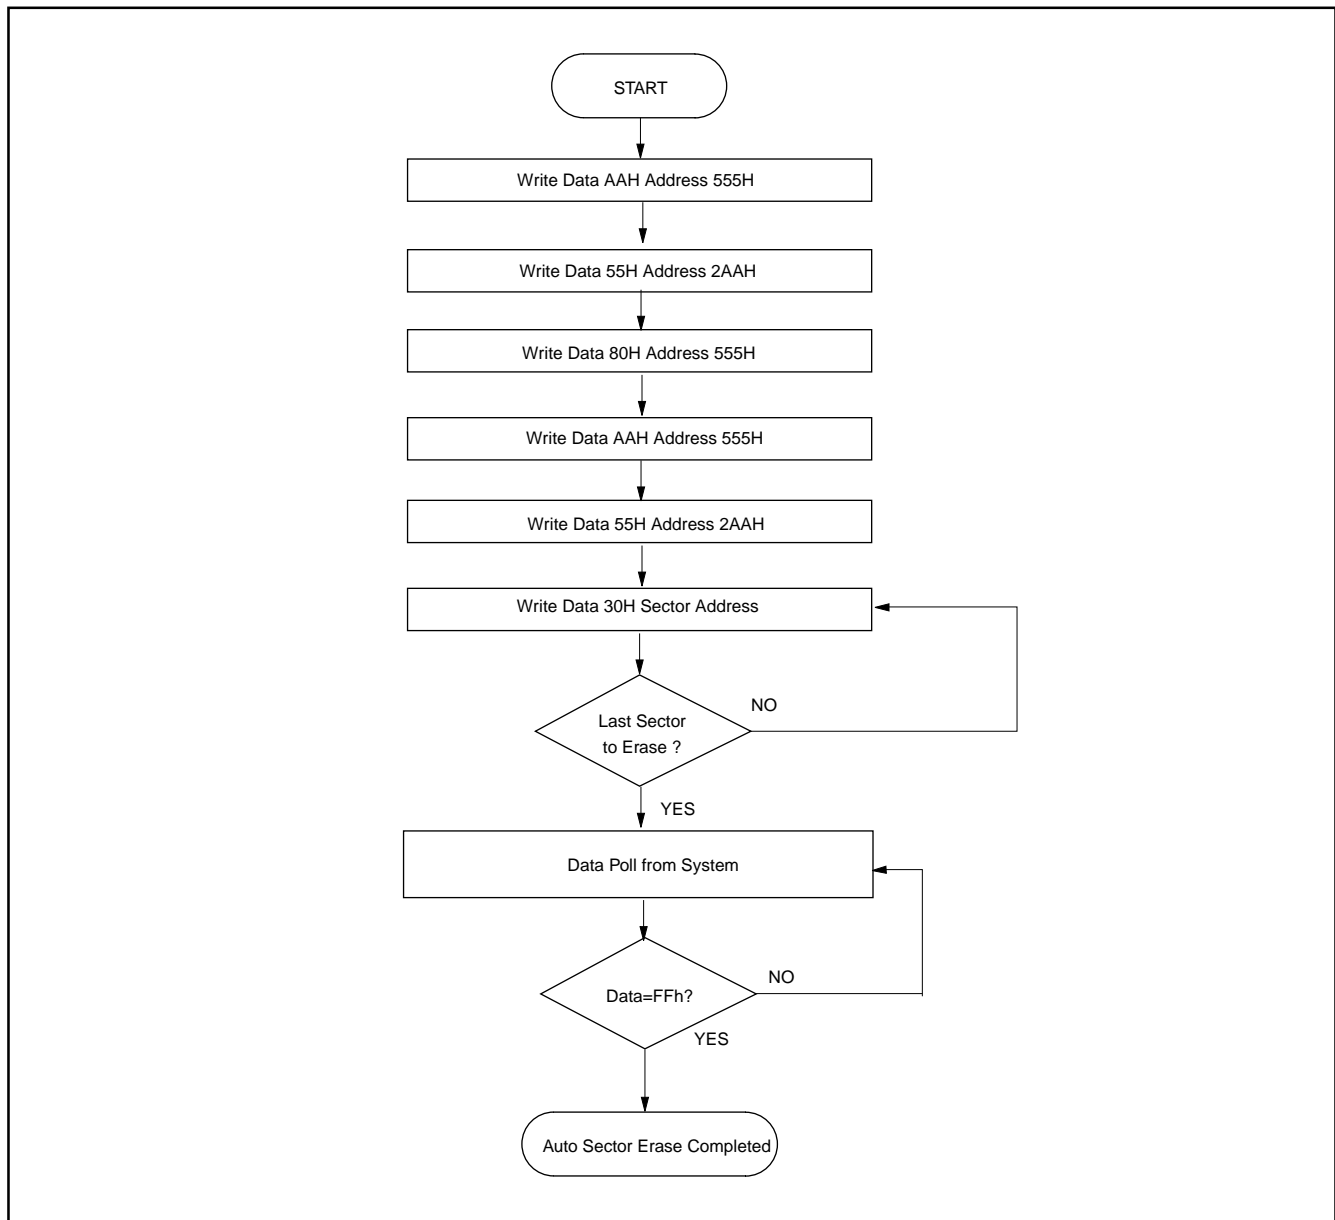 START
Write Data AAH Address 555H
Write Data 55H Address 2AAH
Write Data 80H Address 555H
Write Data AAH Address 555H
Write Data 55H Address 2AAH
Write Data 30H Sector Address
Last Sector
to Erase ?
NO
YES
Data Poll from System
Data=FFh?
NO
YES
Auto Sector Erase Completed